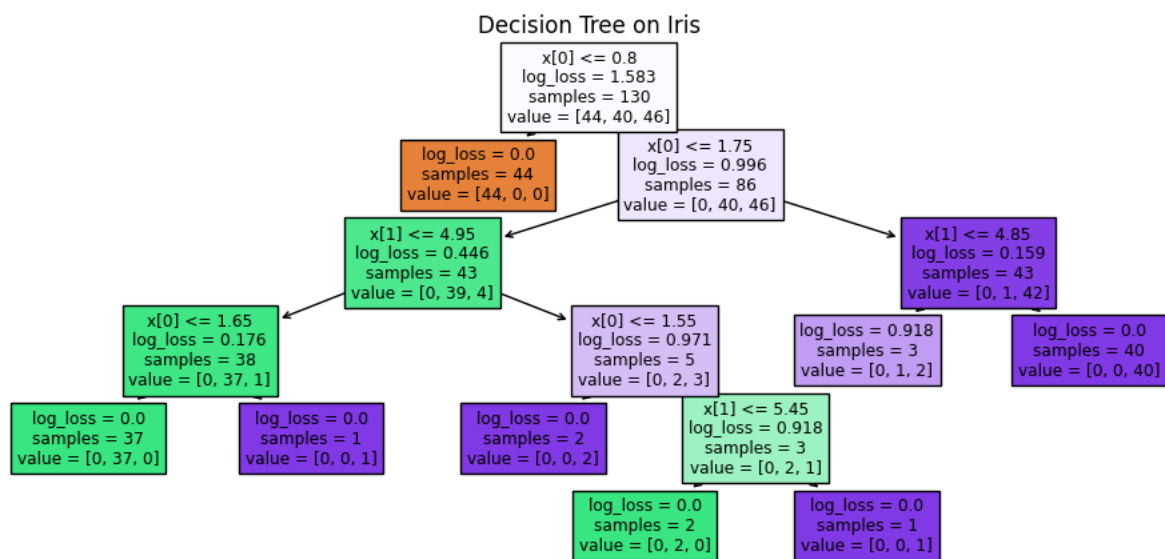 Decision Tree on Iris
x[0] <= 0.8
log_loss = 1.583
samples = 130
value = [44, 40, 46]
log_loss = 0.0
samples = 44
value = [44, 0, 0]
x[0] <= 1.75
log_loss = 0.996
samples = 86
value = [0, 40, 46]
x[1] <= 4.95
log_loss = 0.446
samples = 43
value = [0, 39, 4]
x[1] <= 4.85
log_loss = 0.159
samples = 43
value = [0, 1, 42]
x[0] <= 1.65
log_loss = 0.176
samples = 38
value = [0, 37, 1]
x[0] <= 1.55
log_loss = 0.971
samples = 5
value = [0, 2, 3]
log_loss = 0.918
samples = 3
value = [0, 1, 2]
log_loss = 0.0
samples = 40
value = [0, 0, 40]
log_loss = 0.0
samples = 37
value = [0, 37, 0]
log_loss = 0.0
samples = 1
value = [0, 0, 1]
log_loss = 0.0
samples = 2
value = [0, 0, 2]
x[1] <= 5.45
log_loss = 0.918
samples = 3
value = [0, 2, 1]
log_loss = 0.0
samples = 2
value = [0, 2, 0]
log_loss = 0.0
samples = 1
value = [0, 0, 1]